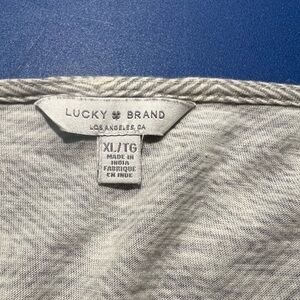 LUCKY BRAND
LOS ANGELES, CA
XL/TG
MADE IN
INDIA
FABRIQUE
EN INDE